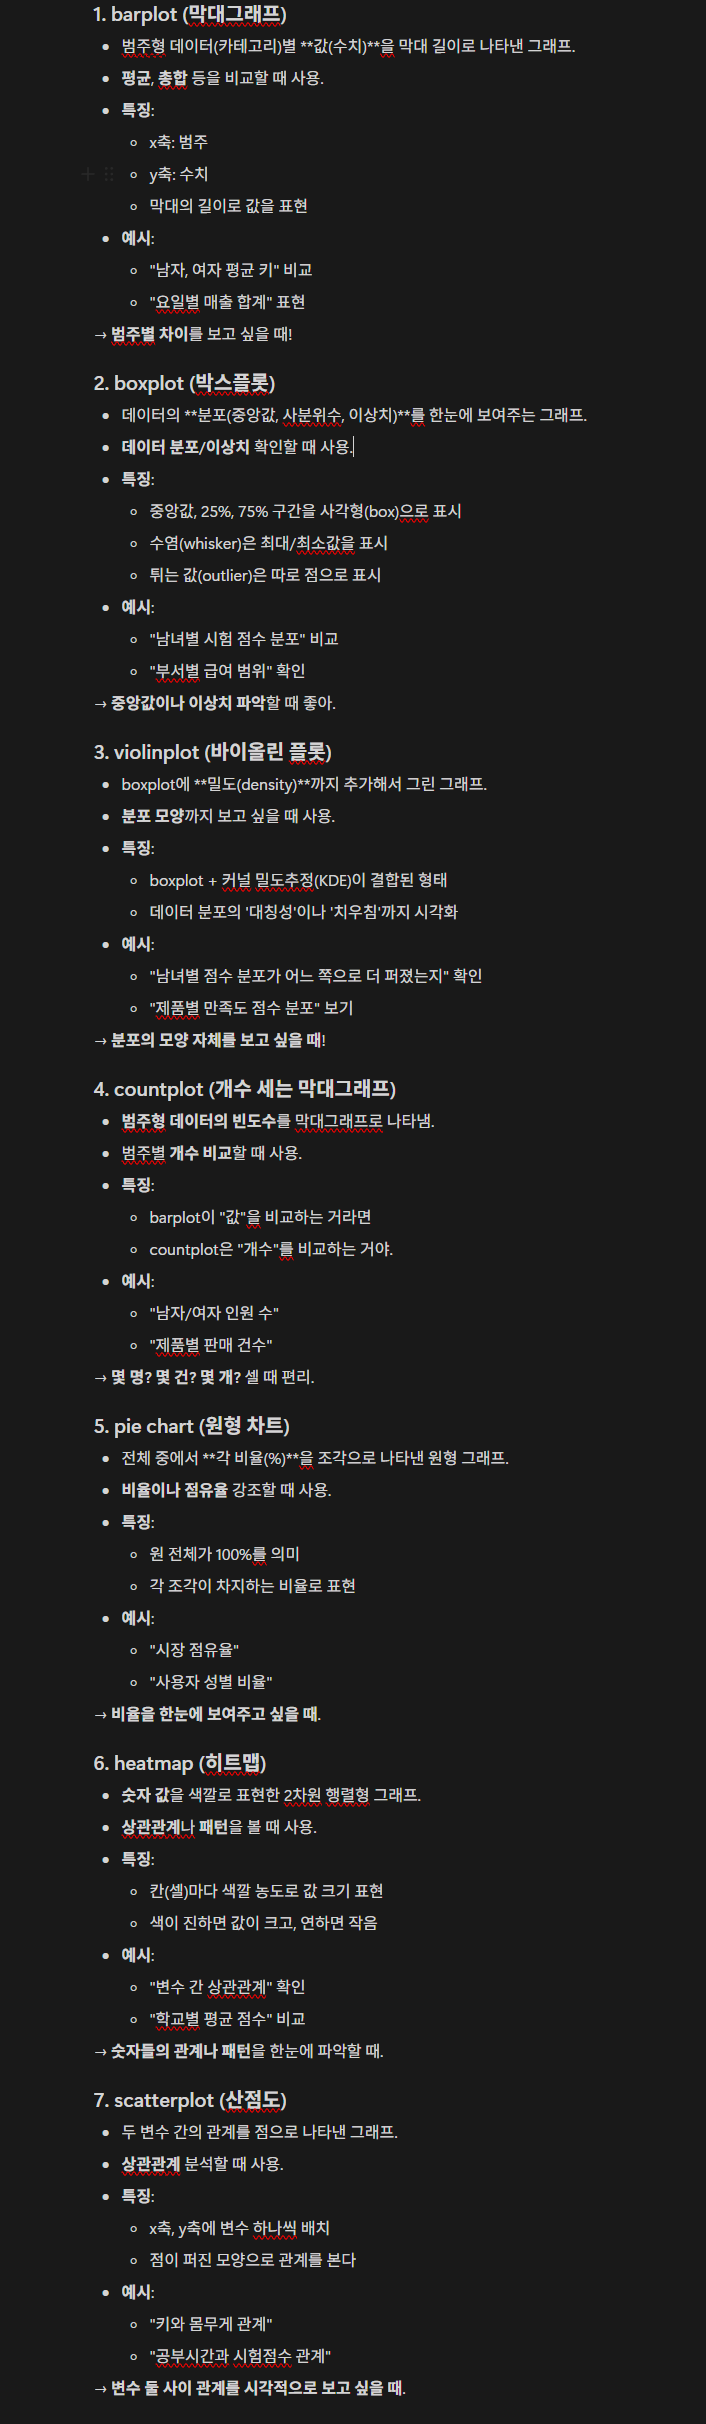 1. barplot (막대그래프)
• 범주형 데이터(카테고리)별 **값(수치)**을 막대 길이로 나타낸 그래프.
• 평균, 총합 등을 비교할 때 사용.
• 특징:
◦ x축: 범주
◦ y축: 수치
◦ 막대의 길이로 값을 표현
• 예시:
◦ "남자, 여자 평균 키" 비교
◦ "요일별 매출 합계" 표현
→ 범주별 차이를 보고 싶을 때!
2. boxplot (박스플롯)
• 데이터의 **분포(중앙값, 사분위수, 이상치)**를 한눈에 보여주는 그래프.
• 데이터 분포/이상치 확인할 때 사용.
• 특징:
◦ 중앙값, 25%, 75% 구간을 사각형(box)으로 표시
◦ 수염(whisker)은 최대/최소값을 표시
◦ 튀는 값(outlier)은 따로 점으로 표시
• 예시:
◦ "남녀별 시험 점수 분포" 비교
◦ "부서별 급여 범위" 확인
→ 중앙값이나 이상치 파악할 때 좋아.
3. violinplot (바이올린 플롯)
• boxplot에 **밀도(density)**까지 추가해서 그린 그래프.
• 분포 모양까지 보고 싶을 때 사용.
• 특징:
◦ boxplot + 커널 밀도추정(KDE)이 결합된 형태
◦ 데이터 분포의 '대칭성'이나 '치우침'까지 시각화
• 예시:
◦ "남녀별 점수 분포가 어느 쪽으로 더 퍼졌는지" 확인
◦ "제품별 만족도 점수 분포" 보기
→ 분포의 모양 자체를 보고 싶을 때!
4. countplot (개수 세는 막대그래프)
• 범주형 데이터의 빈도수를 막대그래프로 나타냄.
• 범주별 개수 비교할 때 사용.
• 특징:
◦ barplot이 "값"을 비교하는 거라면
◦ countplot은 "개수"를 비교하는 거야.
• 예시:
◦ "남자/여자 인원 수"
◦ "제품별 판매 건수"
→ 몇 명? 몇 건? 몇 개? 셀 때 편리.
5. pie chart (원형 차트)
• 전체 중에서 **각 비율(%)**을 조각으로 나타낸 원형 그래프.
• 비율이나 점유율 강조할 때 사용.
• 특징:
◦ 원 전체가 100%를 의미
◦ 각 조각이 차지하는 비율로 표현
• 예시:
◦ "시장 점유율"
◦ "사용자 성별 비율"
→ 비율을 한눈에 보여주고 싶을 때.
6. heatmap (히트맵)
• 숫자 값을 색깔로 표현한 2차원 행렬형 그래프.
• 상관관계나 패턴을 볼 때 사용.
• 특징:
◦ 칸(셀)마다 색깔 농도로 값 크기 표현
◦ 색이 진하면 값이 크고, 연하면 작음
• 예시:
◦ "변수 간 상관관계" 확인
◦ "학교별 평균 점수" 비교
→ 숫자들의 관계나 패턴을 한눈에 파악할 때.
7. scatterplot (산점도)
• 두 변수 간의 관계를 점으로 나타낸 그래프.
• 상관관계 분석할 때 사용.
• 특징:
◦ x축, y축에 변수 하나씩 배치
◦ 점이 퍼진 모양으로 관계를 본다
• 예시:
◦ "키와 몸무게 관계"
◦ "공부시간과 시험점수 관계"
→ 변수 둘 사이 관계를 시각적으로 보고 싶을 때.